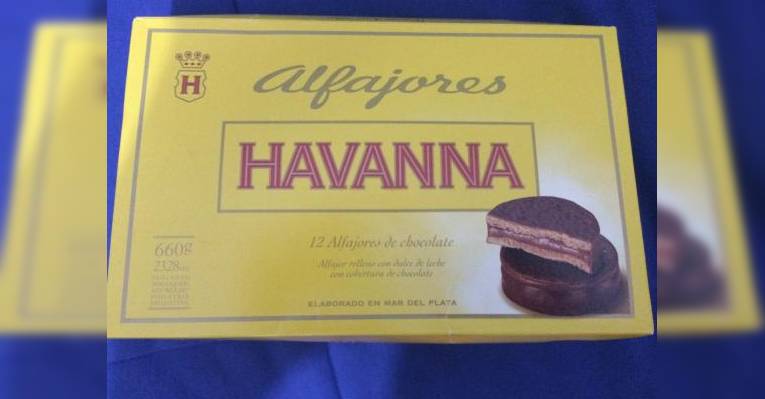 H
Alfajores
HAVANNA
12 Alfajores de chocolate
Alfajor relleno con dulce de leche
con cobertura de chocolate
660g
ELABORADO EN MAR DEL PLATA